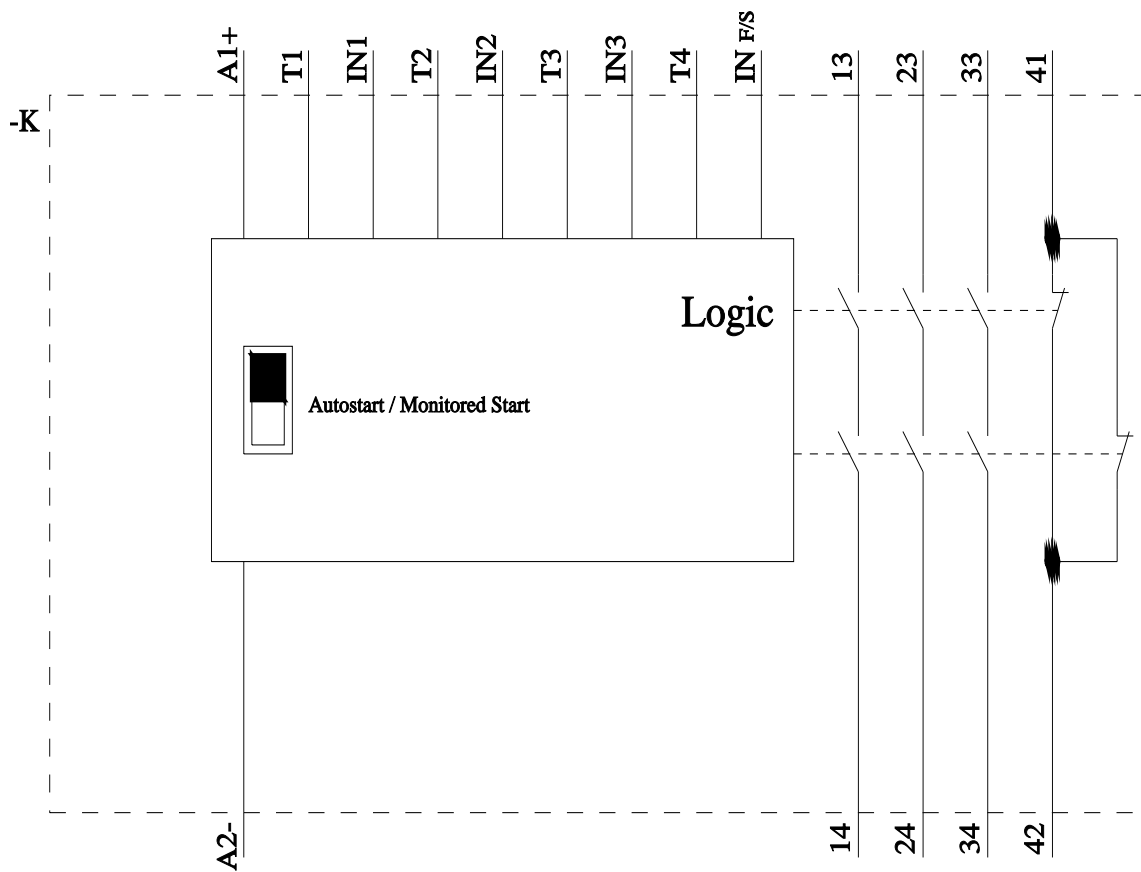 A1+
T1
IN1
T2
IN2
T3
IN3
T4
IN F/S
13
23
33
41
-K
Logic
Autostart / Monitored Start
A2-
14
24
34
42